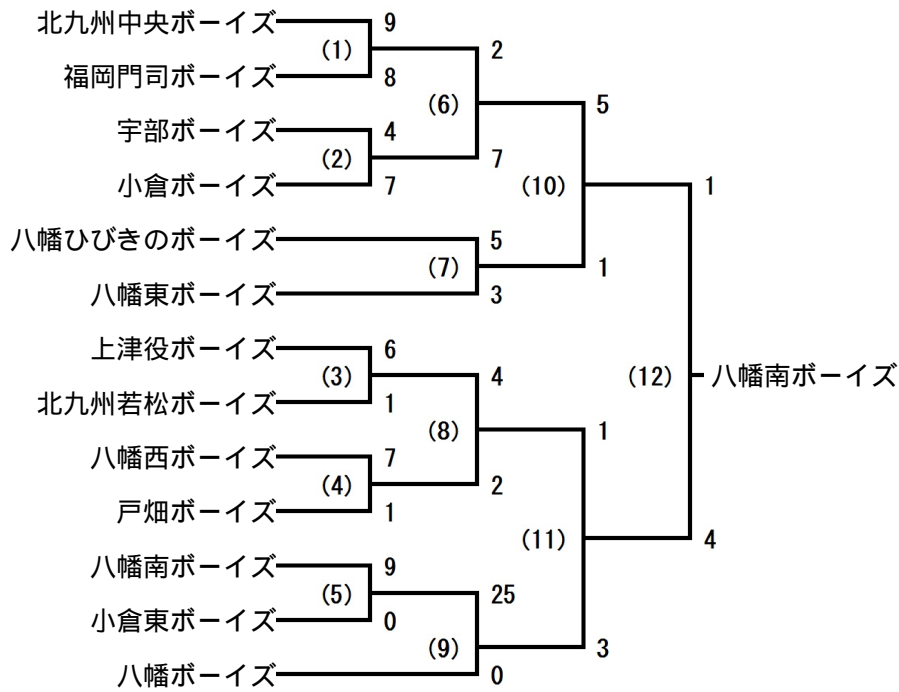 北九州中央ボーイズ 9
(1) 2
福岡門司ボーイズ 8
(6) 5
宇部ボーイズ 4
(2) 7
小倉ボーイズ 7
(10) 1
八幡ひびきのボーイズ 5
(7) 1
八幡東ボーイズ 3
上津役ボーイズ 6
(3) 4
(12) 八幡南ボーイズ
北九州若松ボーイズ 1
(8) 1
八幡西ボーイズ 7
(4) 2
戸畑ボーイズ 1
(11) 4
八幡南ボーイズ 9
(5) 25
小倉東ボーイズ 0
(9) 3
八幡ボーイズ 0